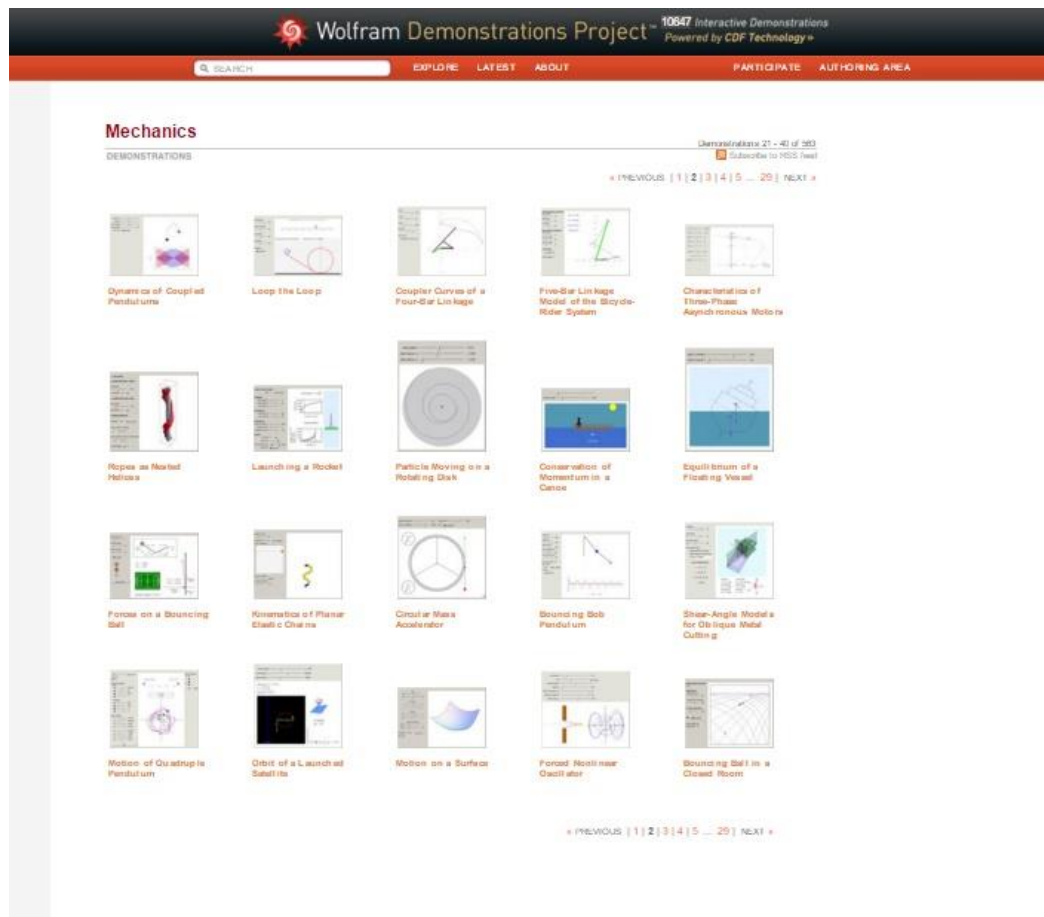 Wolfram Demonstrations Project™ 10647 Interactive Demonstrations
Powered by CDF Technology »
SEARCH EXPLORE LATEST ABOUT PARTICIPATE AUTHORING AREA
Mechanics
Demonstrations 21 - 40 of 563
DEMONSTRATIONS
Subscribe to RSS feed
« PREVIOUS | 1 | 2 | 3 | 4 | 5 ... 29 | NEXT »
Dynamics of Coupled
Pendulums
Loop the Loop
Coupler Curves of a
Four-Bar Linkage
Five-Bar Linkage
Model of the Bicycle-
Rider System
Characteristics of
Three-Phase
Asynchronous Motors
Ropes as Nested
Helices
Launching a Rocket
Particle Moving on a
Rotating Disk
Conservation of
Momentum in a
Canoe
Equilibrium of a
Floating Vessel
Forces on a Bouncing
Ball
Kinematics of Planar
Elastic Chains
Circular Mass
Accelerator
Bouncing Bob
Pendulum
Shear-Angle Models
for Oblique Metal
Cutting
Motion of Quadruple
Pendulum
Orbit of a Launched
Satellite
Motion on a Surface
Forced Nonlinear
Oscillator
Bouncing Ball in a
Closed Room
« PREVIOUS | 1 | 2 | 3 | 4 | 5 ... 29 | NEXT »